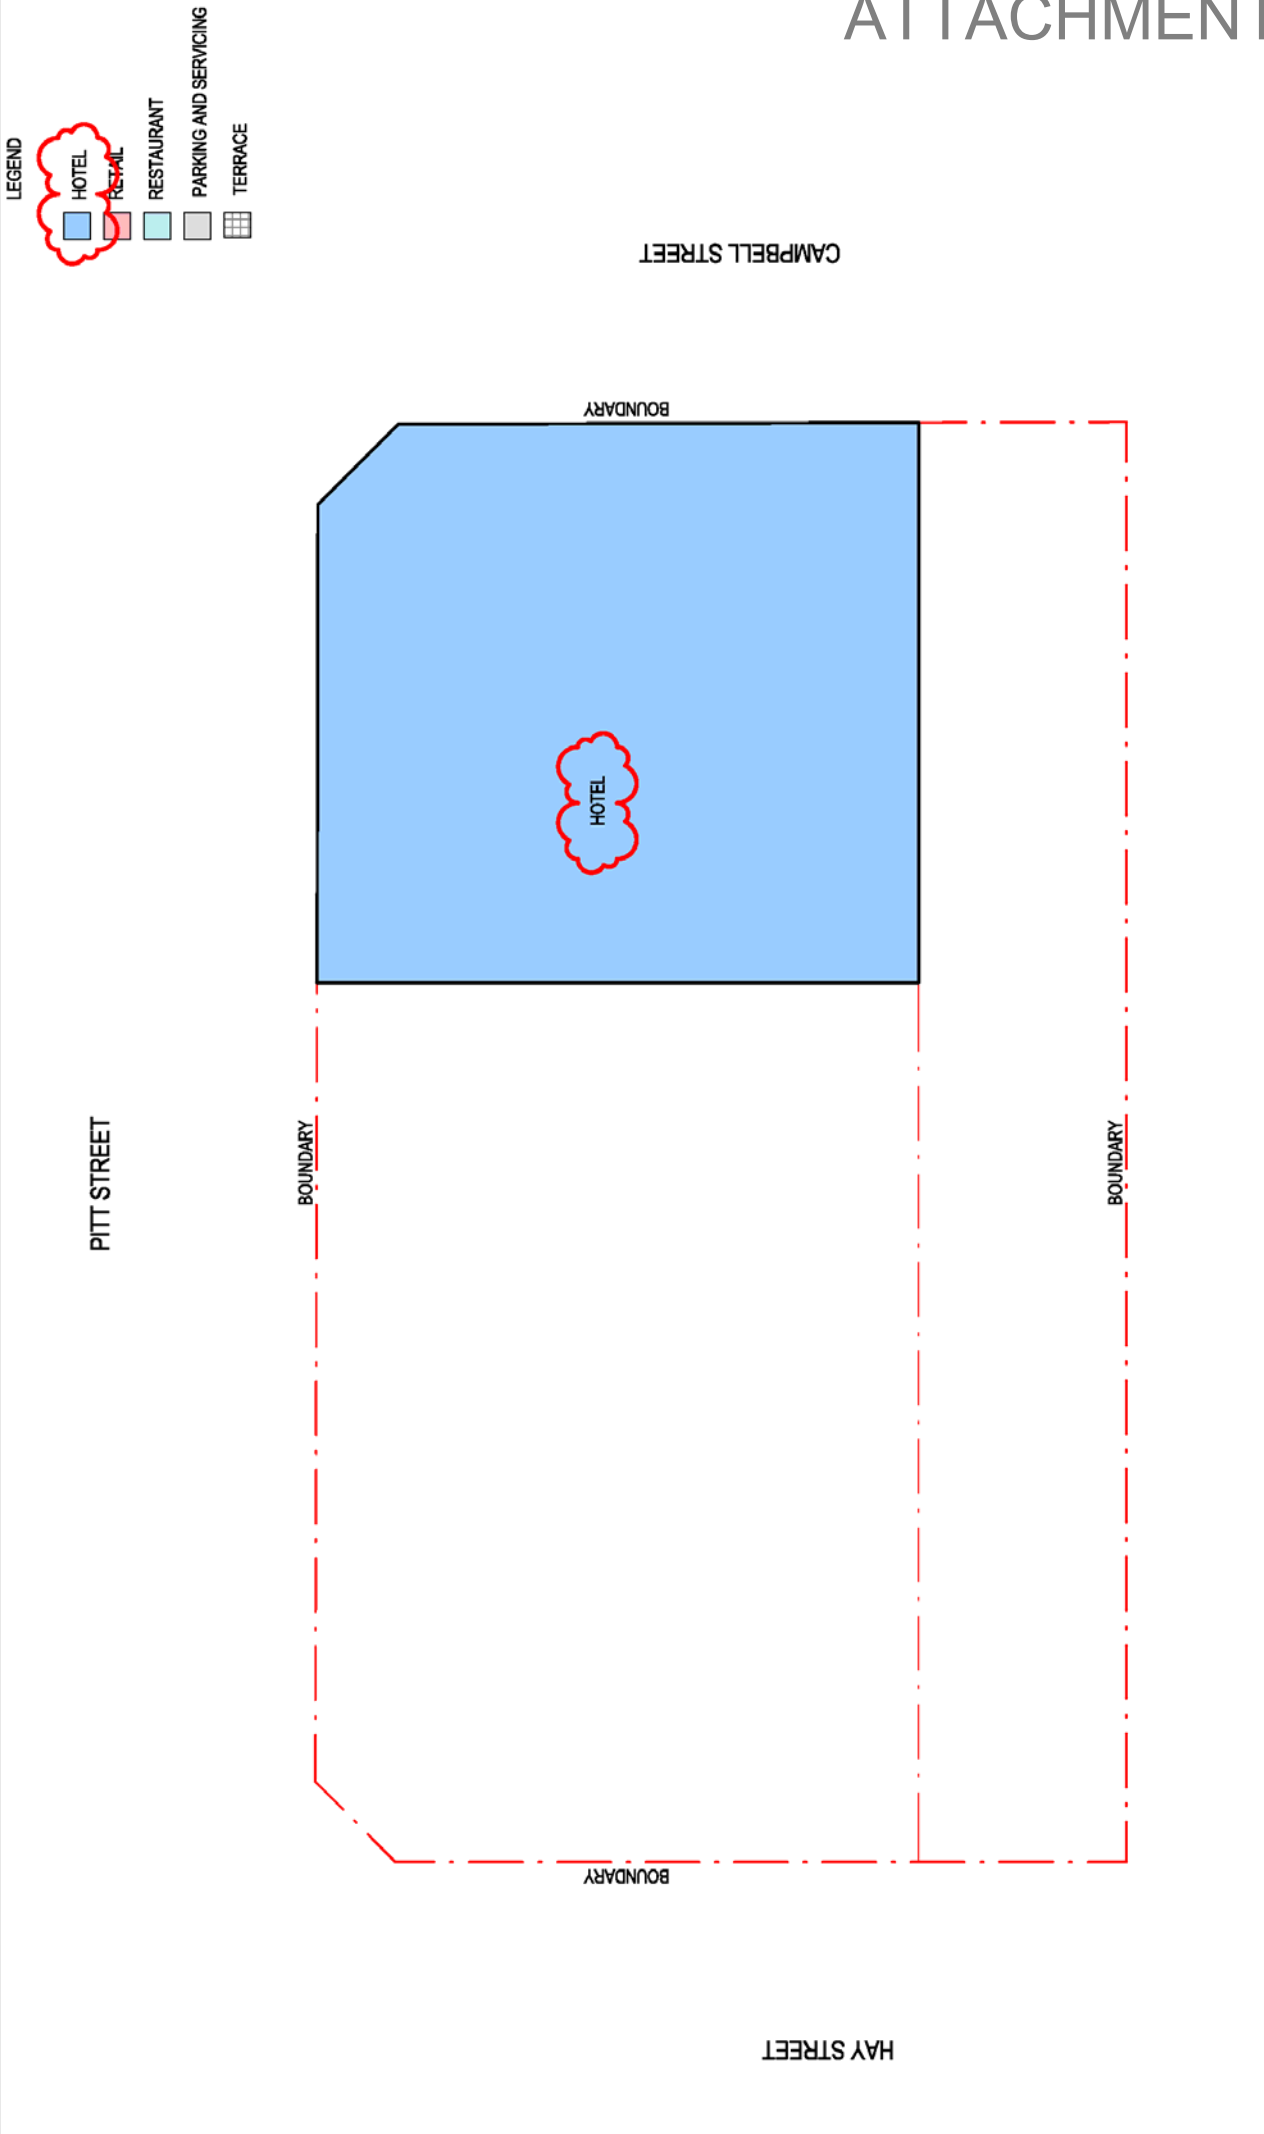 ATTACHMENT
LEGEND
HOTEL
RETAIL
RESTAURANT
PARKING AND SERVICING
TERRACE
CAMPBELL STREET
BOUNDARY
HOTEL
PITT STREET
BOUNDARY
BOUNDARY
BOUNDARY
HAY STREET